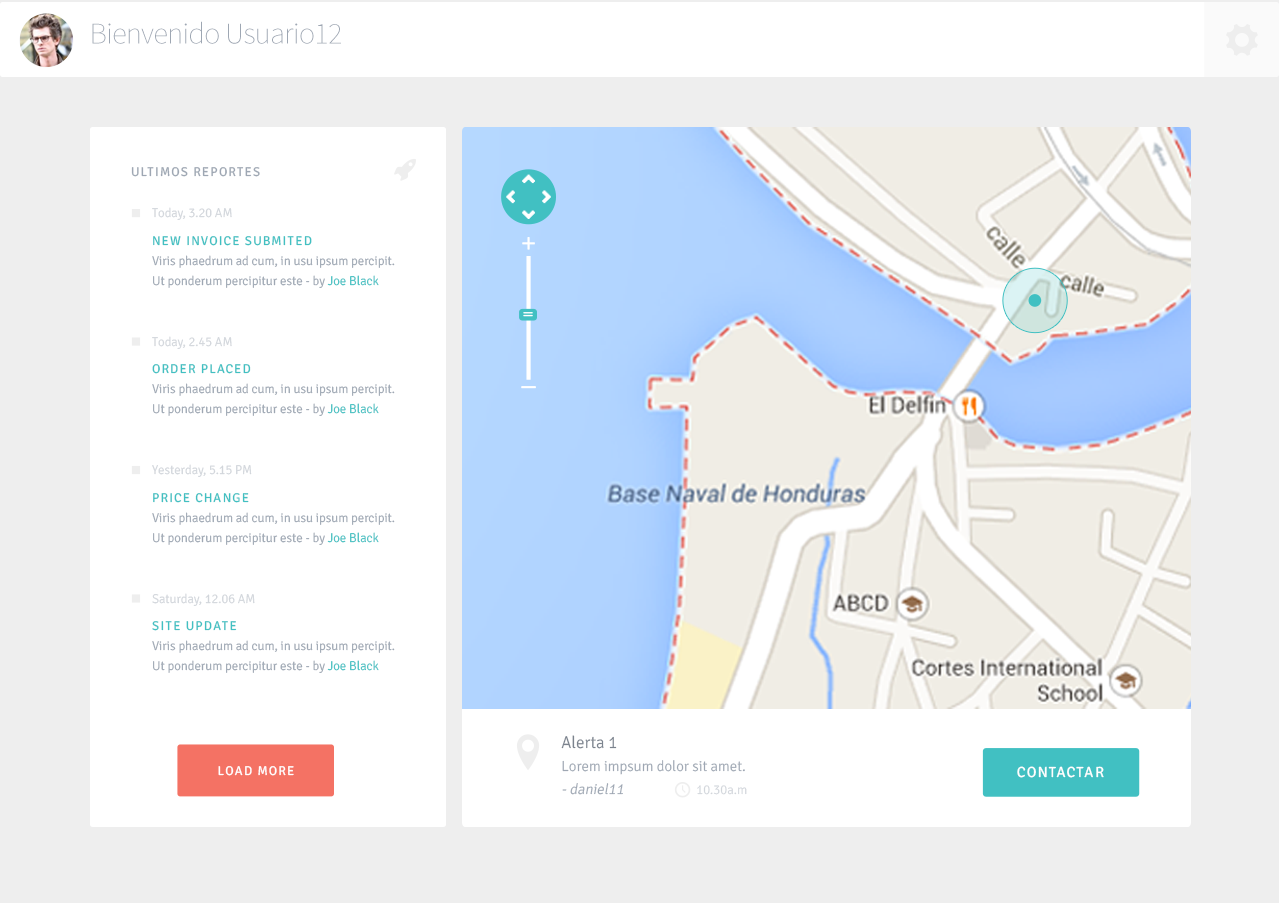 Bienvenido Usuario12
ULTIMOS REPORTES
Today, 3.20 AM
NEW INVOICE SUBMITED
Viris phaedrum ad cum, in usu ipsum percipit.
Ut ponderum percipitur este - by Joe Black
Today, 2.45 AM
ORDER PLACED
Viris phaedrum ad cum, in usu ipsum percipit.
Ut ponderum percipitur este - by Joe Black
Yesterday, 5.15 PM
PRICE CHANGE
Viris phaedrum ad cum, in usu ipsum percipit.
Ut ponderum percipitur este - by Joe Black
Saturday, 12.06 AM
SITE UPDATE
Viris phaedrum ad cum, in usu ipsum percipit.
Ut ponderum percipitur este - by Joe Black
LOAD MORE
calle
calle
El Delfin
Base Naval de Honduras
ABCD
Cortes International
School
Alerta 1
Lorem impsum dolor sit amet.
- daniel11
10.30a.m
CONTACTAR